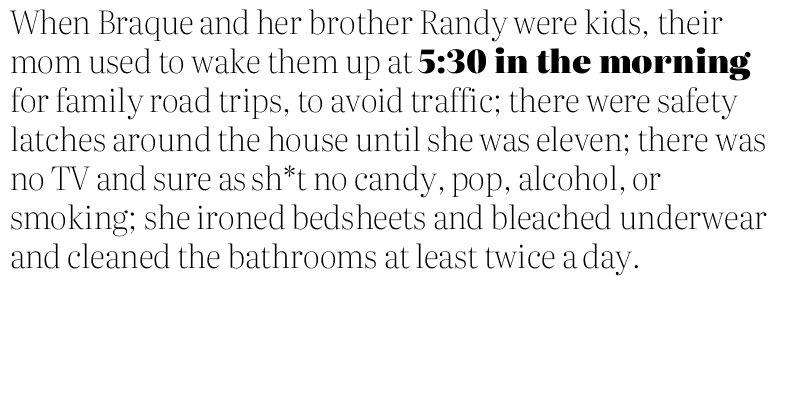 When Braque and her brother Randy were kids, their
mom used to wake them up at 5:30 in the morning
for family road trips, to avoid traffic; there were safety
latches around the house until she was eleven; there was
no TV and sure as sh*t no candy, pop, alcohol, or
smoking; she ironed bedsheets and bleached underwear
and cleaned the bathrooms at least twice a day.